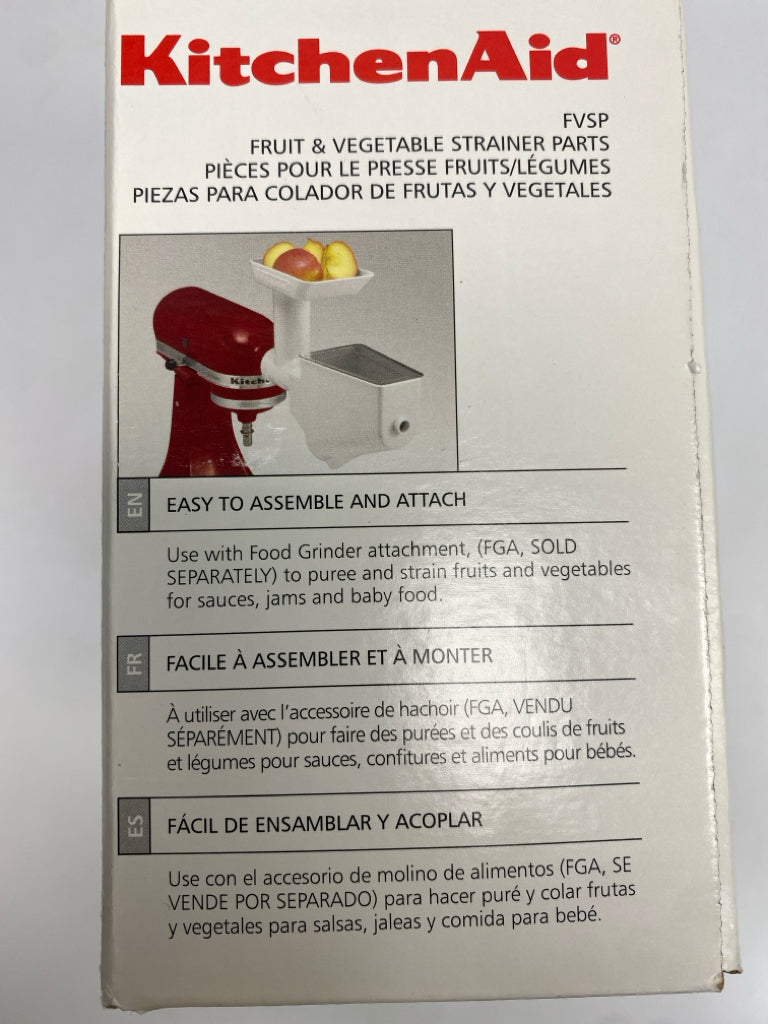 KitchenAid®
FVSP
FRUIT & VEGETABLE STRAINER PARTS
PIÈCES POUR LE PRESSE FRUITS/LÉGUMES
PIEZAS PARA COLADOR DE FRUTAS Y VEGETALES
Kitche
EN
EASY TO ASSEMBLE AND ATTACH
Use with Food Grinder attachment, (FGA, SOLD
SEPARATELY) to puree and strain fruits and vegetables
for sauces, jams and baby food.
FR
FACILE À ASSEMBLER ET À MONTER
À utiliser avec l'accessoire de hachoir (FGA, VENDU
SÉPARÉMENT) pour faire des purées et des coulis de fruits
et légumes pour sauces, confitures et aliments pour bébés.
ES
FÁCIL DE ENSAMBLAR Y ACOPLAR
Use con el accesorio de molino de alimentos (FGA, SE
VENDE POR SEPARADO) para hacer puré y colar frutas
y vegetales para salsas, jaleas y comida para bebé.